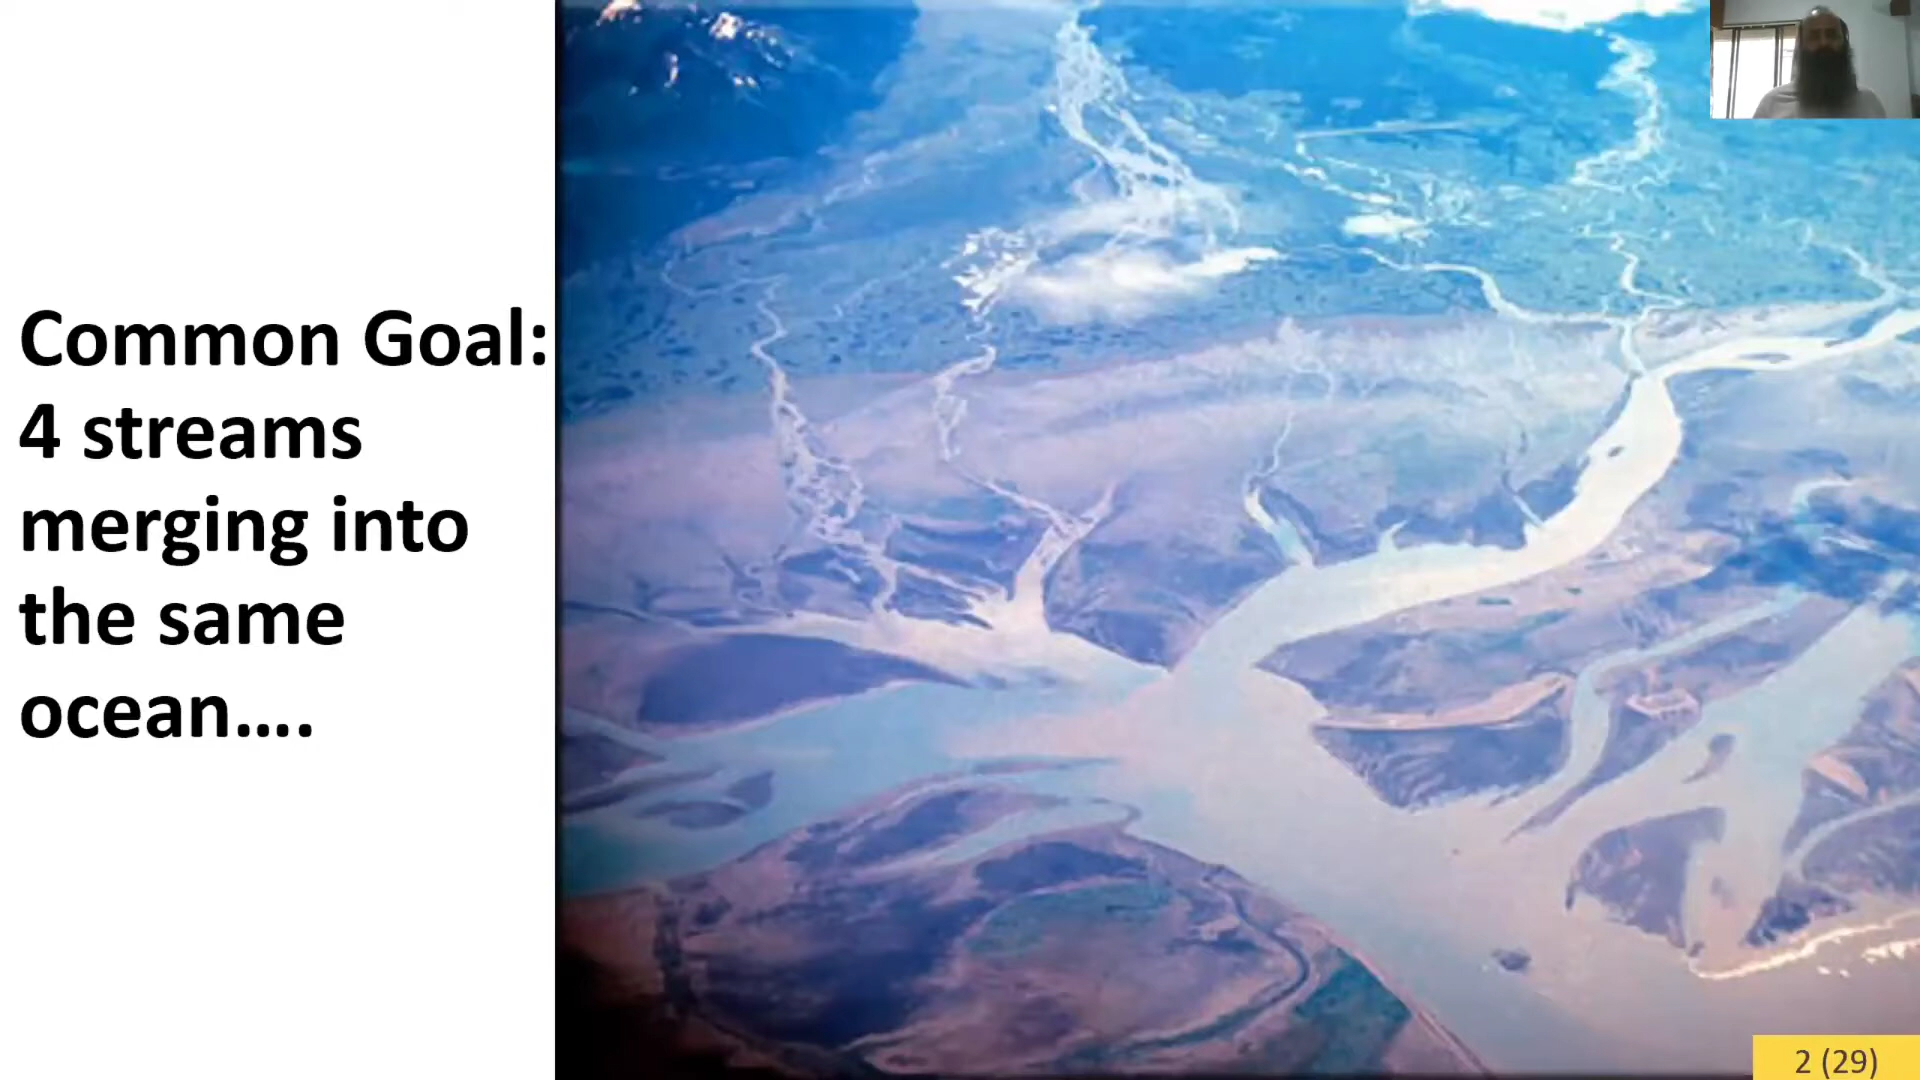 Common Goal:
4 streams
merging into
the same
ocean….
2 (29)